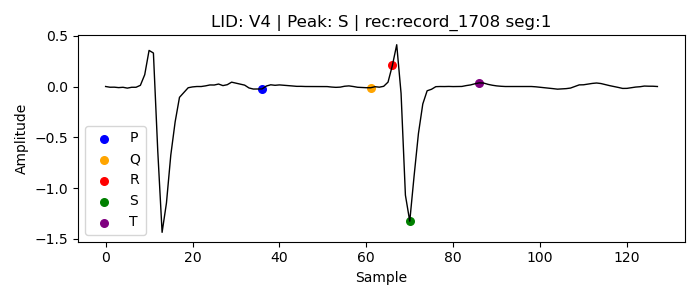 LID: V4 | Peak: S | rec:record_1708 seg:1
Amplitude
0.5
0.0
−0.5
−1.0
−1.5
P
Q
R
S
T
0 20 40 60 80 100 120
Sample